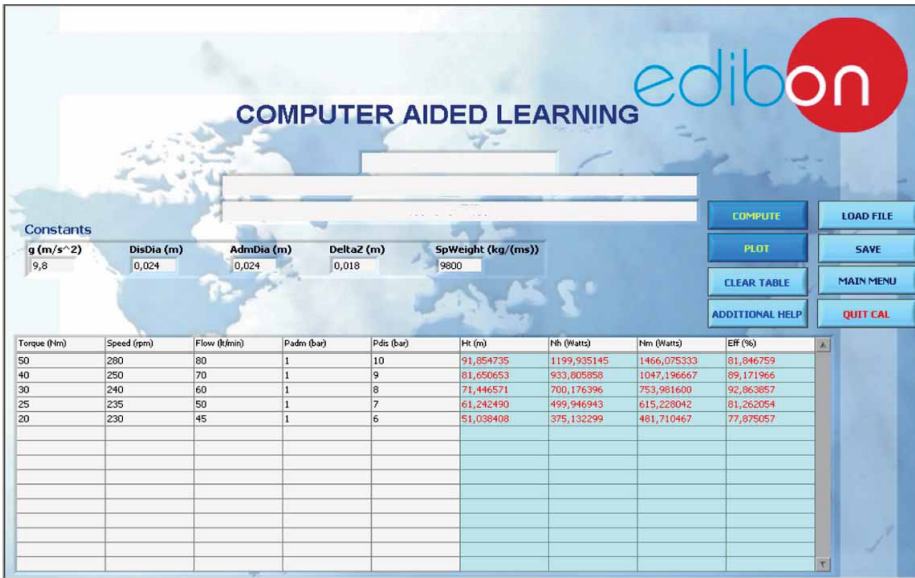 edibon
COMPUTER AIDED LEARNING
COMPUTE LOAD FILE
Constants
g (m/s^2) DisDia (m) AdmDia (m) DeltaZ (m) SpWeight (kg/(ms))
PLOT SAVE
9,8 0,024 0,024 0,018 9800
CLEAR TABLE MAIN MENU
ADDITIONAL HELP QUIT CAL
Torque (Nm) Speed (rpm) Flow (lt/min) Padm (bar) Pdis (bar) Ht (m) Nh (Watts) Nm (Watts) Eff (%)
50 280 80 1 10 91,854735 1199,935145 1466,075333 81,846759
40 250 70 1 9 81,650653 933,805858 1047,196667 89,171966
30 240 60 1 8 71,446571 700,176396 753,981600 92,863857
25 235 50 1 7 61,242490 499,946943 615,228042 81,262054
20 230 45 1 6 51,038408 375,132299 481,710467 77,875057